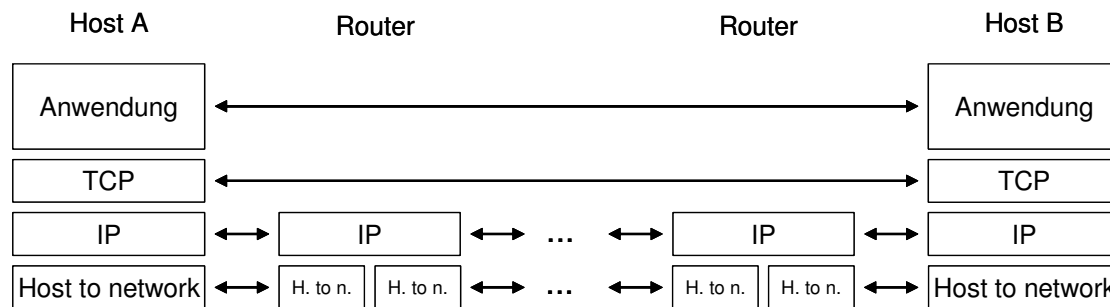 Host A Router Router Host B
Anwendung Anwendung
TCP TCP
IP IP ... IP IP
Host to network H. to n. H. to n. ... H. to n. H. to n. Host to network